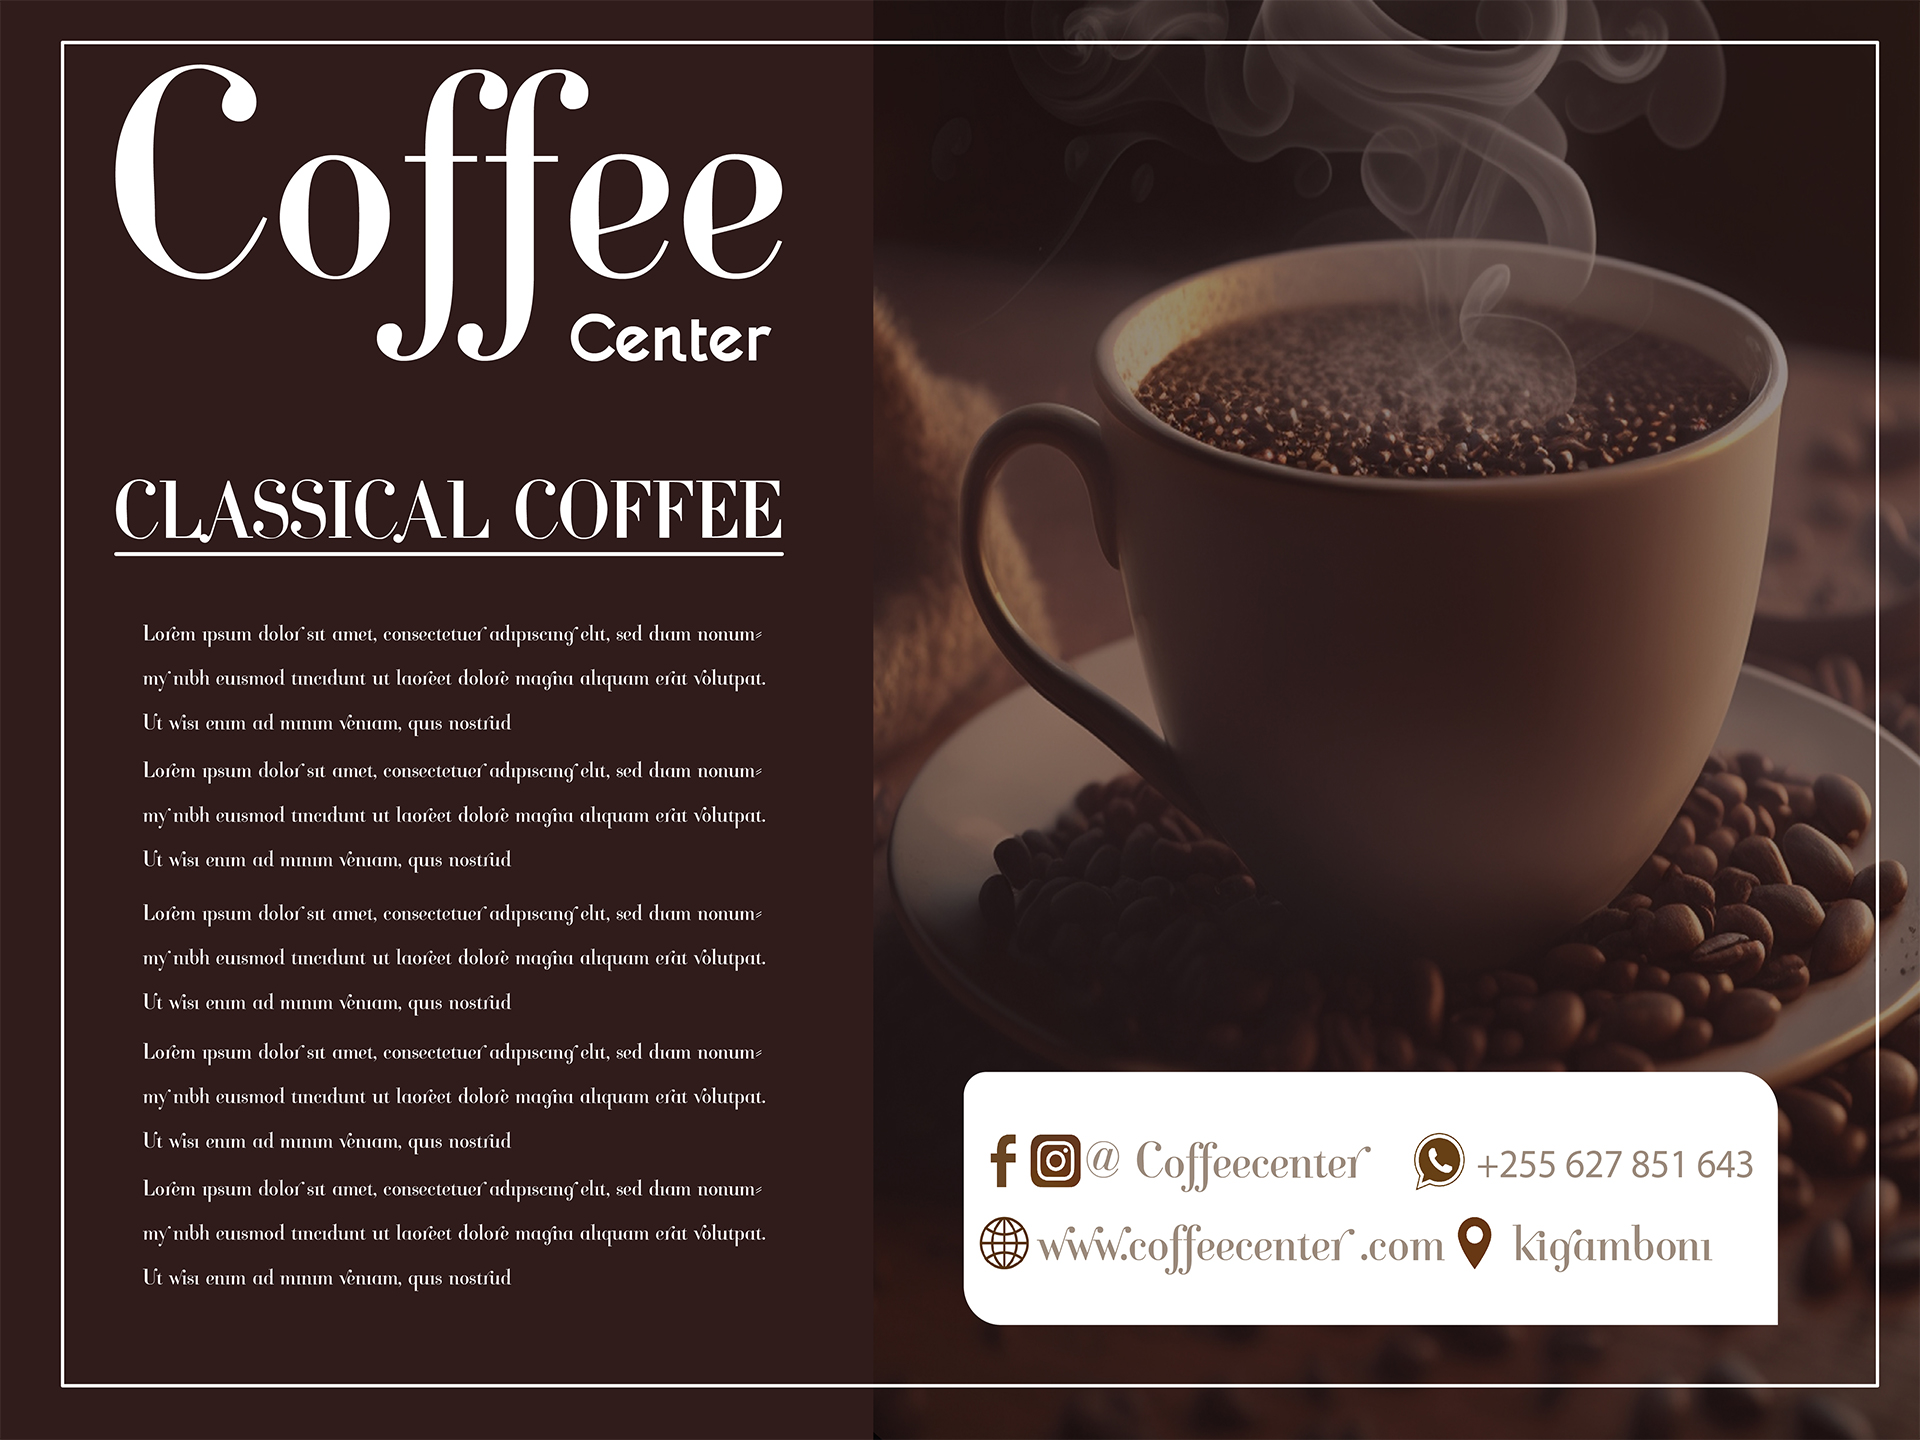 Coffee
Center
CLASSICAL COFFEE
Lorem ipsum dolor sit amet, consectetuer adipiscing elit, sed diam nonum-
my nibh euismod tincidunt ut laoreet dolore magna aliquam erat volutpat.
Ut wisi enim ad minim veniam, quis nostrud
Lorem ipsum dolor sit amet, consectetuer adipiscing elit, sed diam nonum-
my nibh euismod tincidunt ut laoreet dolore magna aliquam erat volutpat.
Ut wisi enim ad minim veniam, quis nostrud
Lorem ipsum dolor sit amet, consectetuer adipiscing elit, sed diam nonum-
my nibh euismod tincidunt ut laoreet dolore magna aliquam erat volutpat.
Ut wisi enim ad minim veniam, quis nostrud
Lorem ipsum dolor sit amet, consectetuer adipiscing elit, sed diam nonum-
my nibh euismod tincidunt ut laoreet dolore magna aliquam erat volutpat.
Ut wisi enim ad minim veniam, quis nostrud
Lorem ipsum dolor sit amet, consectetuer adipiscing elit, sed diam nonum-
my nibh euismod tincidunt ut laoreet dolore magna aliquam erat volutpat.
Ut wisi enim ad minim veniam, quis nostrud
@ Coffeecenter +255 627 851 643
www.coffeecenter .com kigamboni